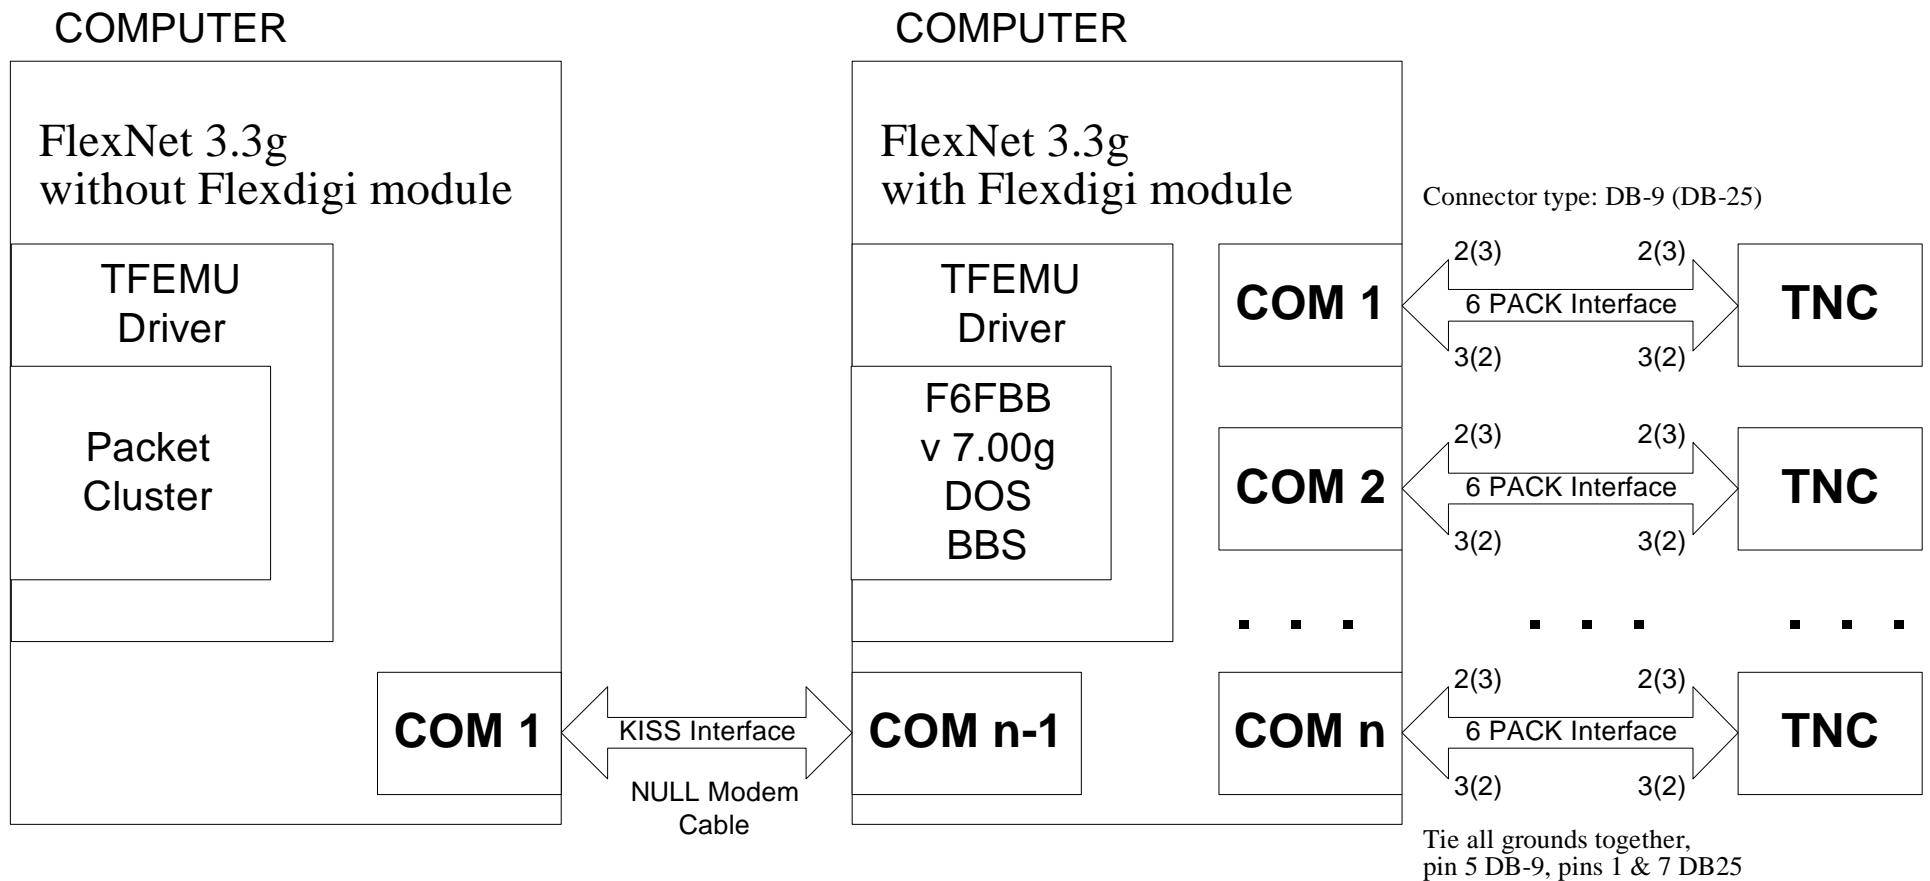 COMPUTER
FlexNet 3.3g
without Flexdigi module
TFEMU
Driver
Packet
Cluster
COM 1
KISS Interface
NULL Modem
Cable
COMPUTER
FlexNet 3.3g
with Flexdigi module
TFEMU
Driver
F6FBB
v 7.00g
DOS
BBS
COM n-1
COM 1
COM 2
. . .
COM n
Connector type: DB-9 (DB-25)
2(3) 2(3)
6 PACK Interface
3(2) 3(2)
TNC
2(3) 2(3)
6 PACK Interface
3(2) 3(2)
TNC
. . .
. . .
2(3) 2(3)
6 PACK Interface
3(2) 3(2)
TNC
Tie all grounds together,
pin 5 DB-9, pins 1 & 7 DB25